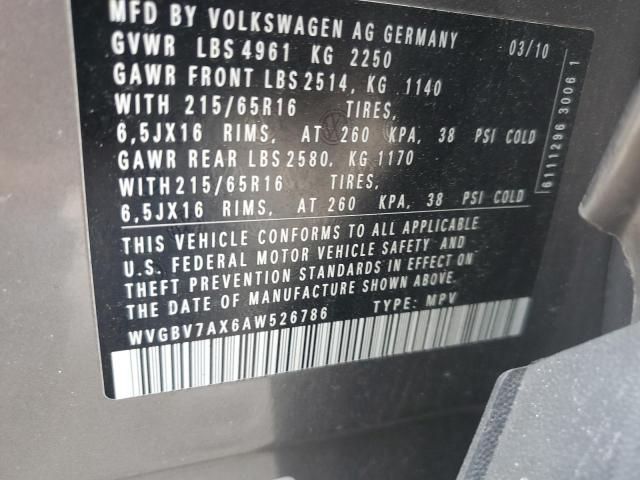 MFD BY VOLKSWAGEN AG GERMANY 03/10
GVWR LBS 4961 KG 2250
GAWR FRONT LBS 2514, KG 1140
WITH 215/65R16 TIRES,
6,5JX16 RIMS, AT 260 KPA, 38 PSI COLD
GAWR REAR LBS 2580, KG 1170
WITH 215/65R16 TIRES,
6,5JX16 RIMS, AT 260 KPA, 38 PSI COLD
THIS VEHICLE CONFORMS TO ALL APPLICABLE
U.S. FEDERAL MOTOR VEHICLE SAFETY AND
THEFT PREVENTION STANDARDS IN EFFECT ON
THE DATE OF MANUFACTURE SHOWN ABOVE.
WVGBV7AX6AW526786 TYPE: MPV
6111296 3006 1